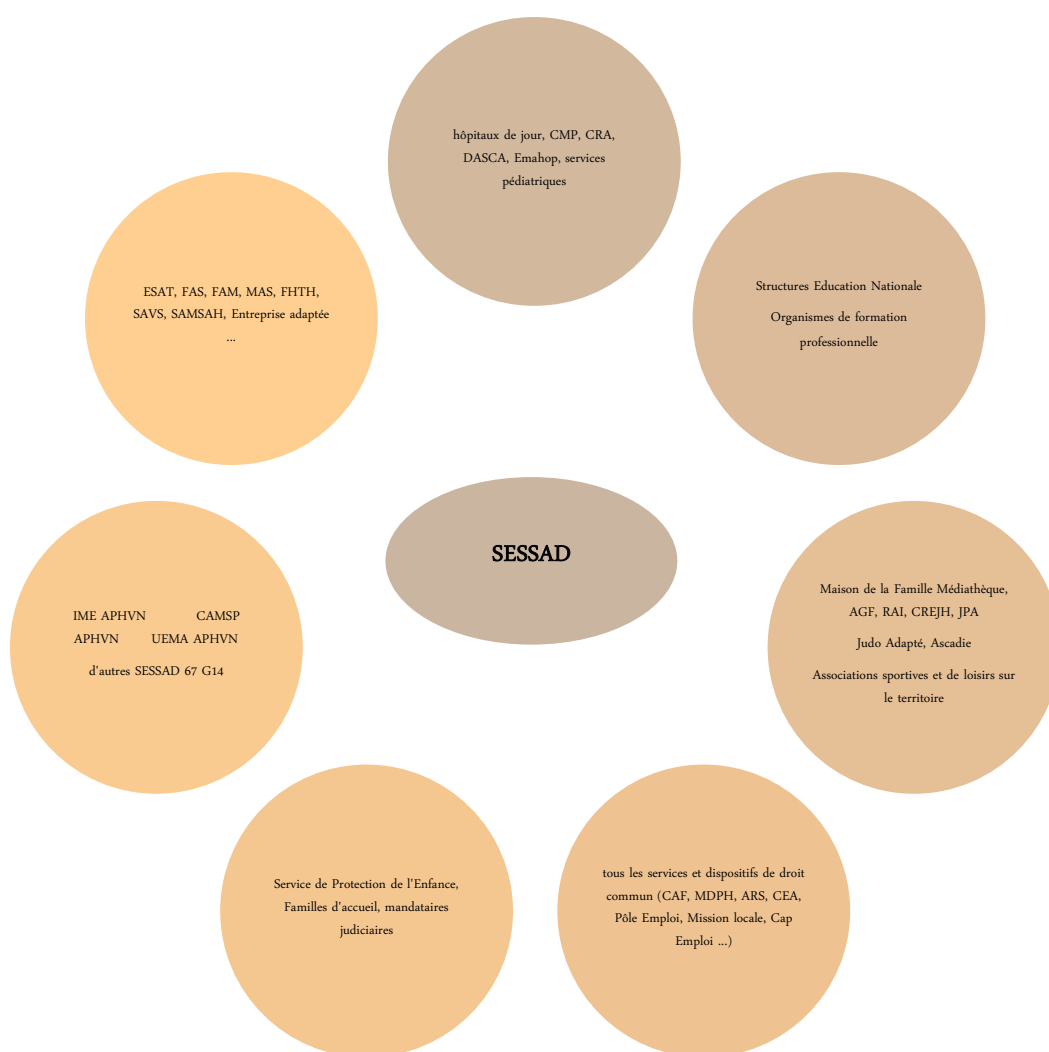 hôpitaux de jour, CMP, CRA,
DASCA, Emahop, services
pédiatriques
Structures Education Nationale
Organismes de formation
professionnelle
Maison de la Famille Médiathèque,
AGF, RAI, CREJH, JPA
Judo Adapté, Ascadie
Associations sportives et de loisirs sur
le territoire
tous les services et dispositifs de droit
commun (CAF, MDPH, ARS, CEA,
Pôle Emploi, Mission locale, Cap
Emploi ...)
Service de Protection de l'Enfance,
Familles d'accueil, mandataires
judiciaires
IME APHVN CAMSP
APHVN UEMA APHVN
d'autres SESSAD 67 G14
ESAT, FAS, FAM, MAS, FHTH,
SAVS, SAMSAH, Entreprise adaptée
...
SESSAD